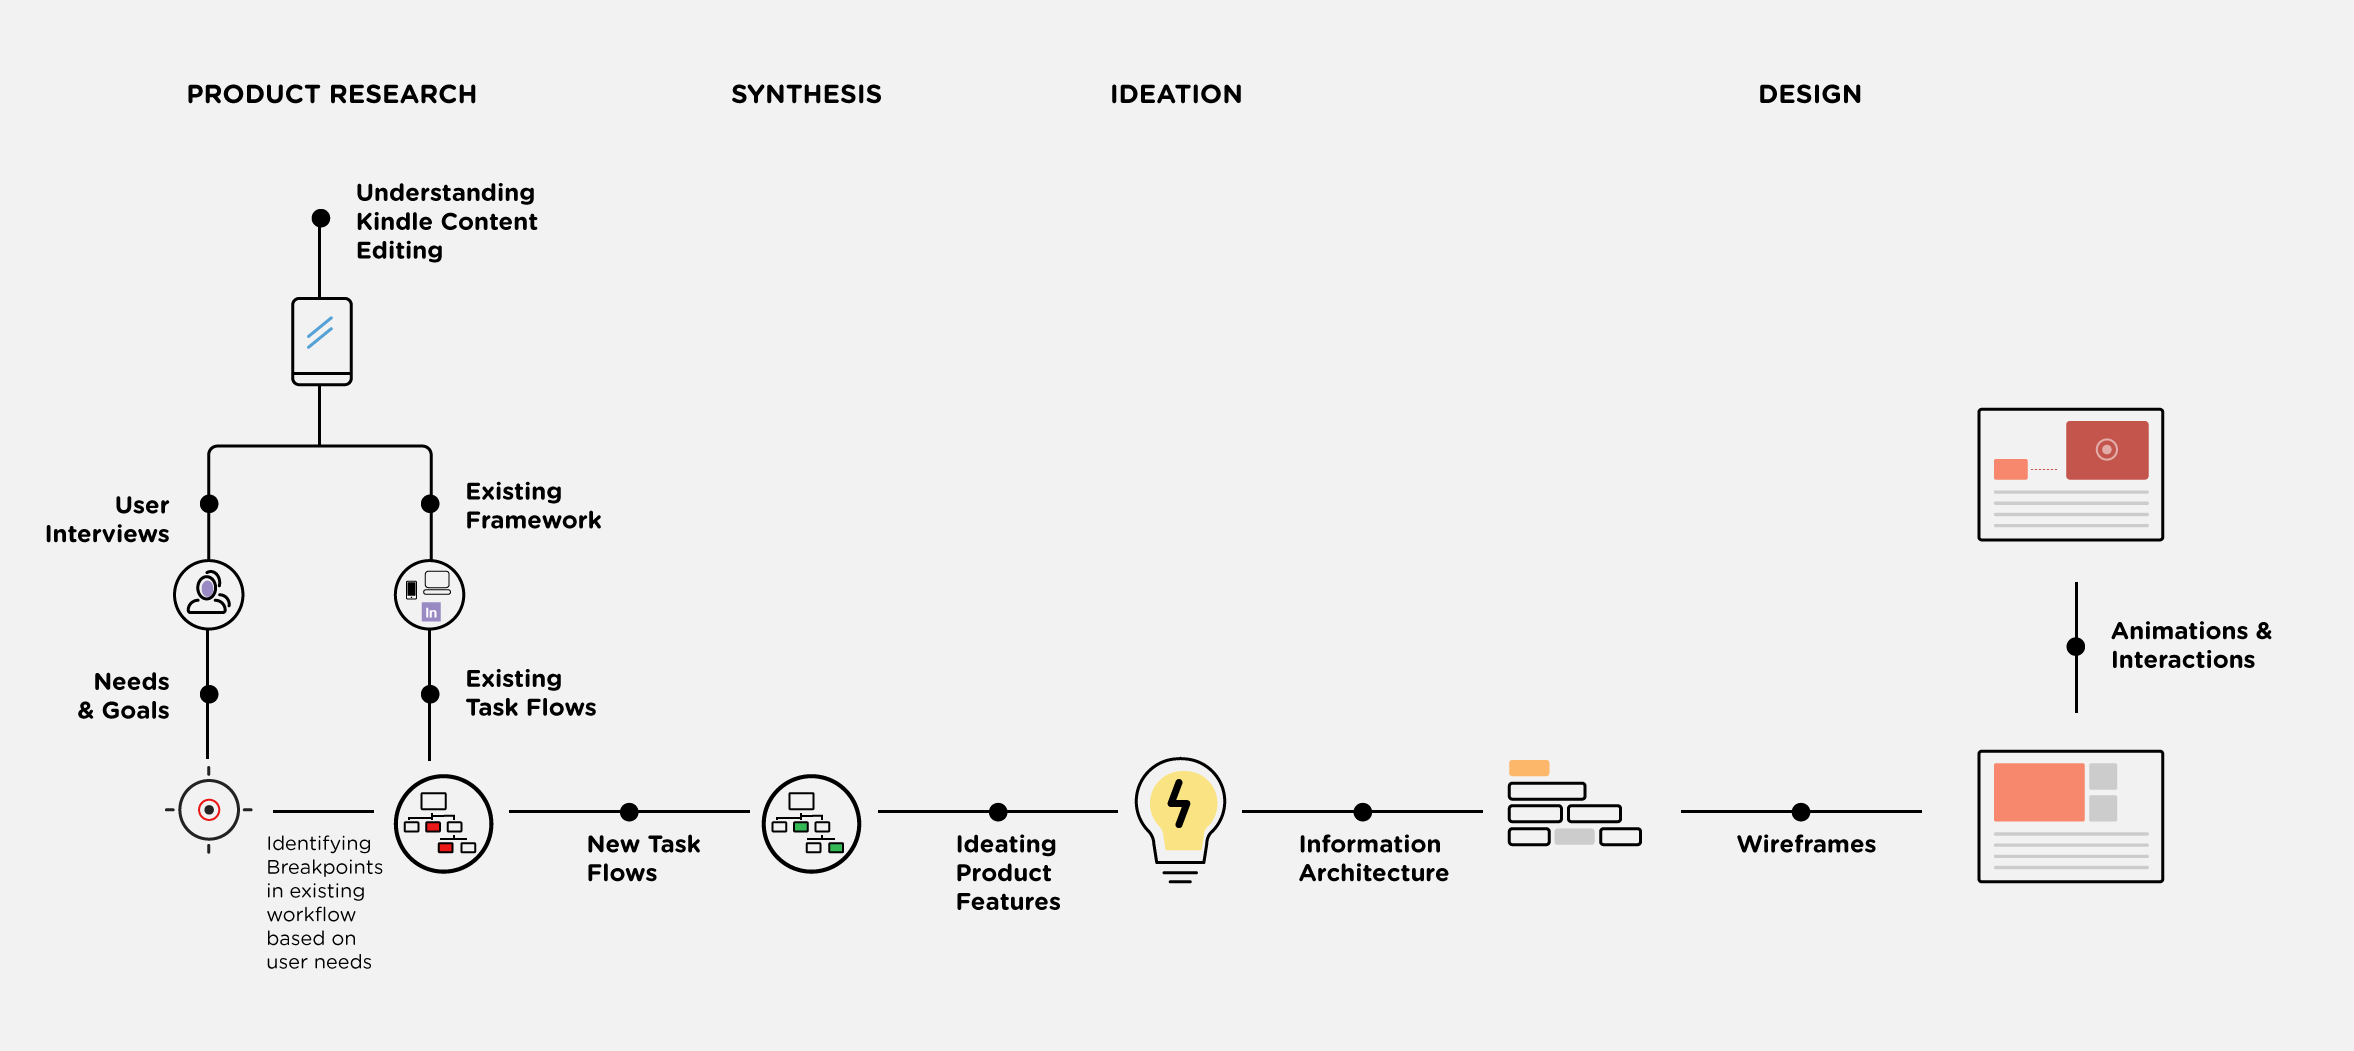 PRODUCT RESEARCH
SYNTHESIS
IDEATION
DESIGN
Understanding
Kindle Content
Editing
User
Interviews
Existing
Framework
In
Needs
& Goals
Existing
Task Flows
Identifying
Breakpoints
in existing
workflow
based on
user needs
New Task
Flows
Ideating
Product
Features
Information
Architecture
Wireframes
Animations &
Interactions